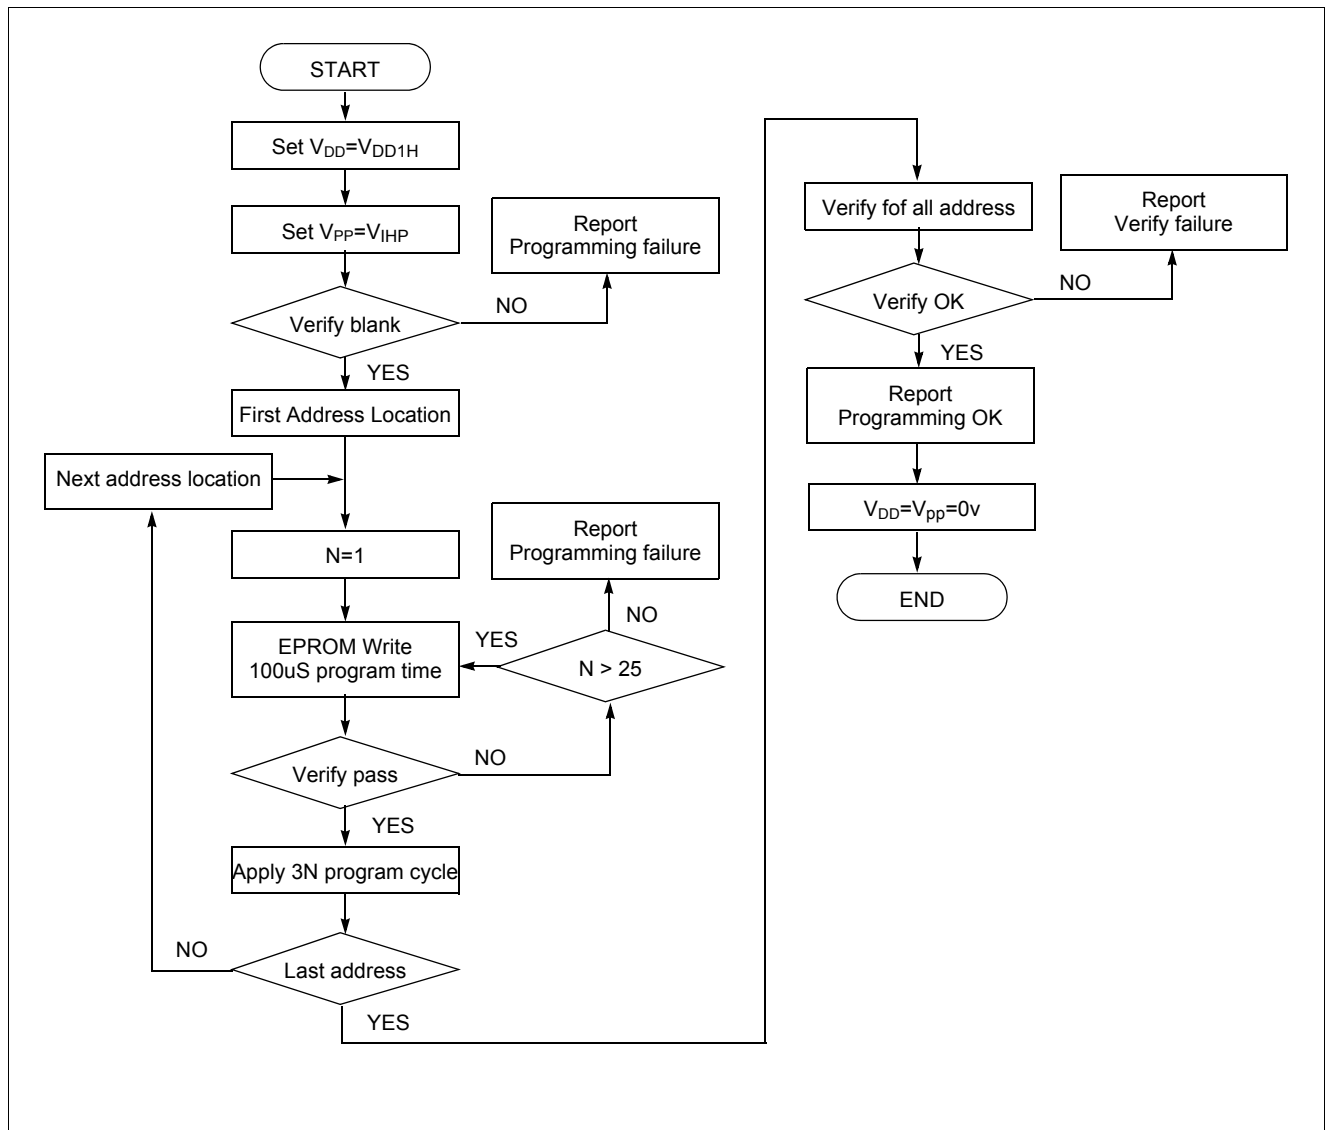 START
Set VDD=VDD1H
Set VPP=VIHP
Report
Programming failure
Verify blank
NO
YES
First Address Location
Next address location
N=1
Report
Programming failure
NO
EPROM Write
100uS program time
YES
N > 25
Verify pass
NO
YES
Apply 3N program cycle
Last address
NO
YES
Verify fof all address
Report
Verify failure
Verify OK
NO
YES
Report
Programming OK
VDD=Vpp=0v
END